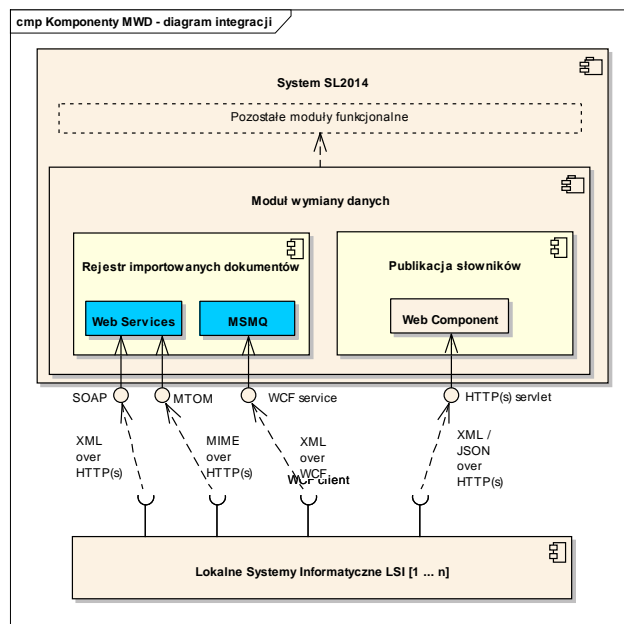 cmp Komponenty MWD - diagram integracji
System SL2014
Pozostałe moduły funkcjonalne
Moduł wymiany danych
Rejestr importowanych dokumentów
Publikacja słowników
Web Services
MSMQ
Web Component
SOAP
MTOM
WCF service
HTTP(s) servlet
XML
over
HTTP(s)
MIME
over
HTTP(s)
XML
over
WCF
WCF client
XML /
JSON
over
HTTP(s)
Lokalne Systemy Informatyczne LSI [1 ... n]